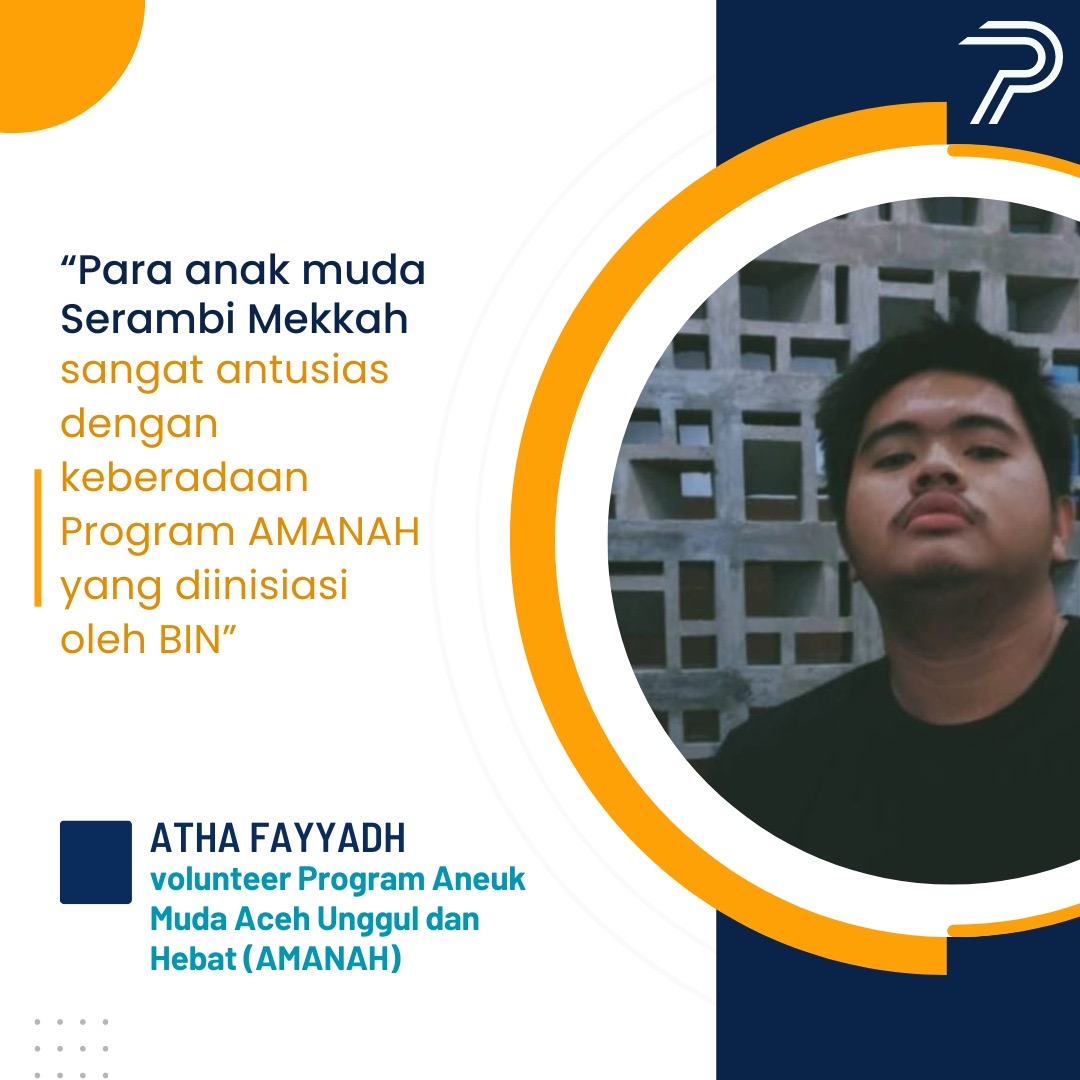 “Para anak muda
Serambi Mekkah
sangat antusias
dengan
keberadaan
Program AMANAH
yang diinisiasi
oleh BIN”
ATHA FAYYADH
volunteer Program Aneuk
Muda Aceh Unggul dan
Hebat (AMANAH)